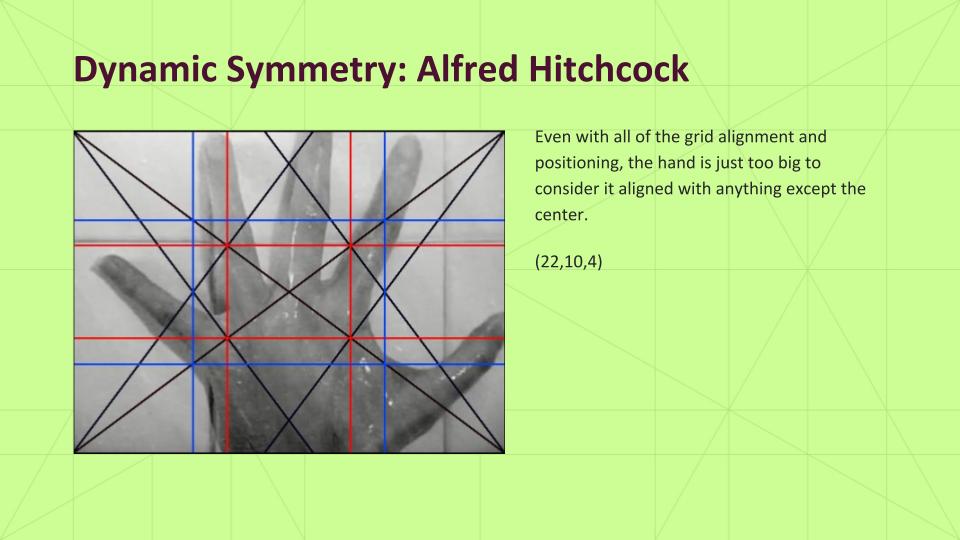 Dynamic Symmetry: Alfred Hitchcock
Even with all of the grid alignment and
positioning, the hand is just too big to
consider it aligned with anything except the
center.
(22,10,4)